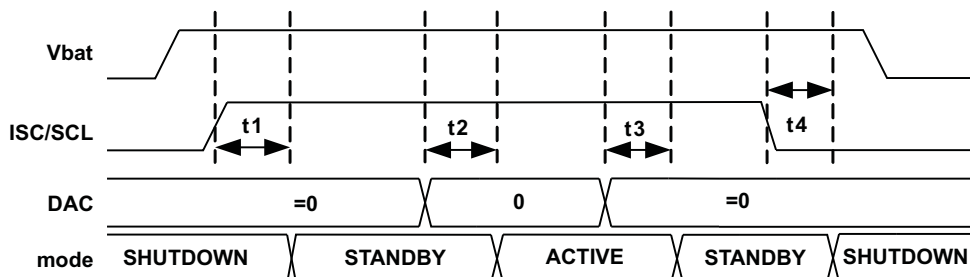 Vbat
ISC/SCL
t1
t2
t3
t4
DAC
=0
0
=0
mode
SHUTDOWN
STANDBY
ACTIVE
STANDBY
SHUTDOWN